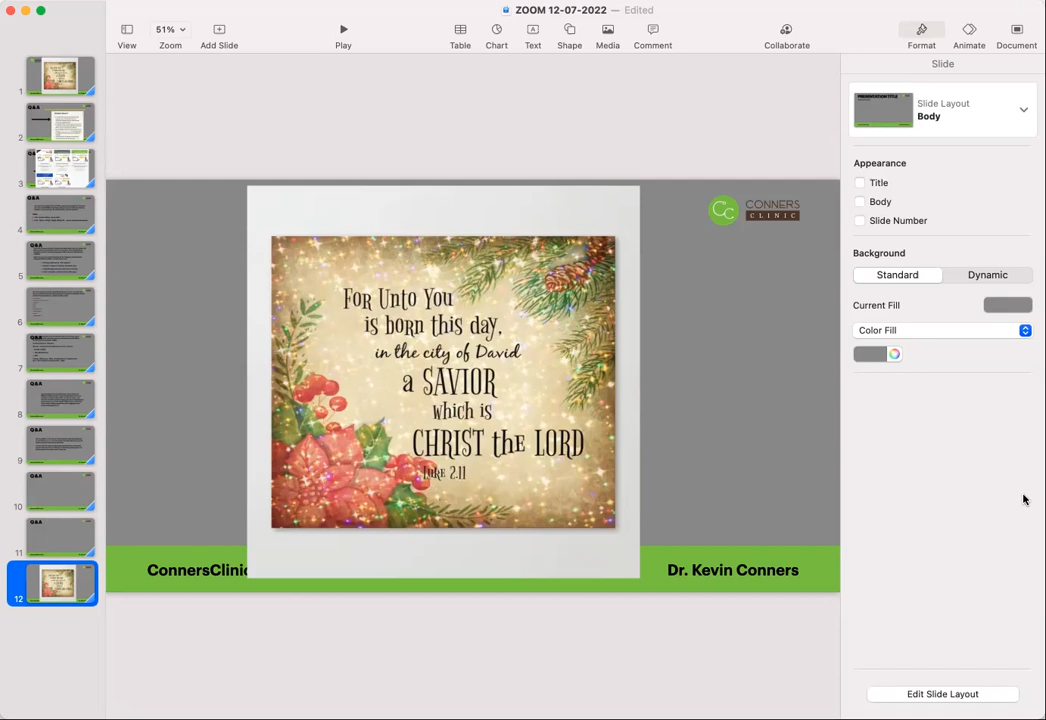 ZOOM 12-07-2022 — Edited
51%
View
Zoom
Add Slide
Play
Table
Chart
Text
Shape
Media
Comment
Collaborate
Format
Animate
Document
1
2
3
4
5
6
7
8
9
10
11
12
Q&A
Q&A
Q&A
Q&A
Q&A
Q&A
Q&A
Q&A
Q&A
CC
CONNERS
CLINIC
For Unto You
is born this day,
in the city of David
a SAVIOR
which is
CHRIST the LORD
Luke 2:11
ConnersClinic
Dr. Kevin Conners
Slide
PRESENTATION TITLE
Slide Layout
Body
Appearance
Title
Body
Slide Number
Background
Standard
Dynamic
Current Fill
Color Fill
Edit Slide Layout